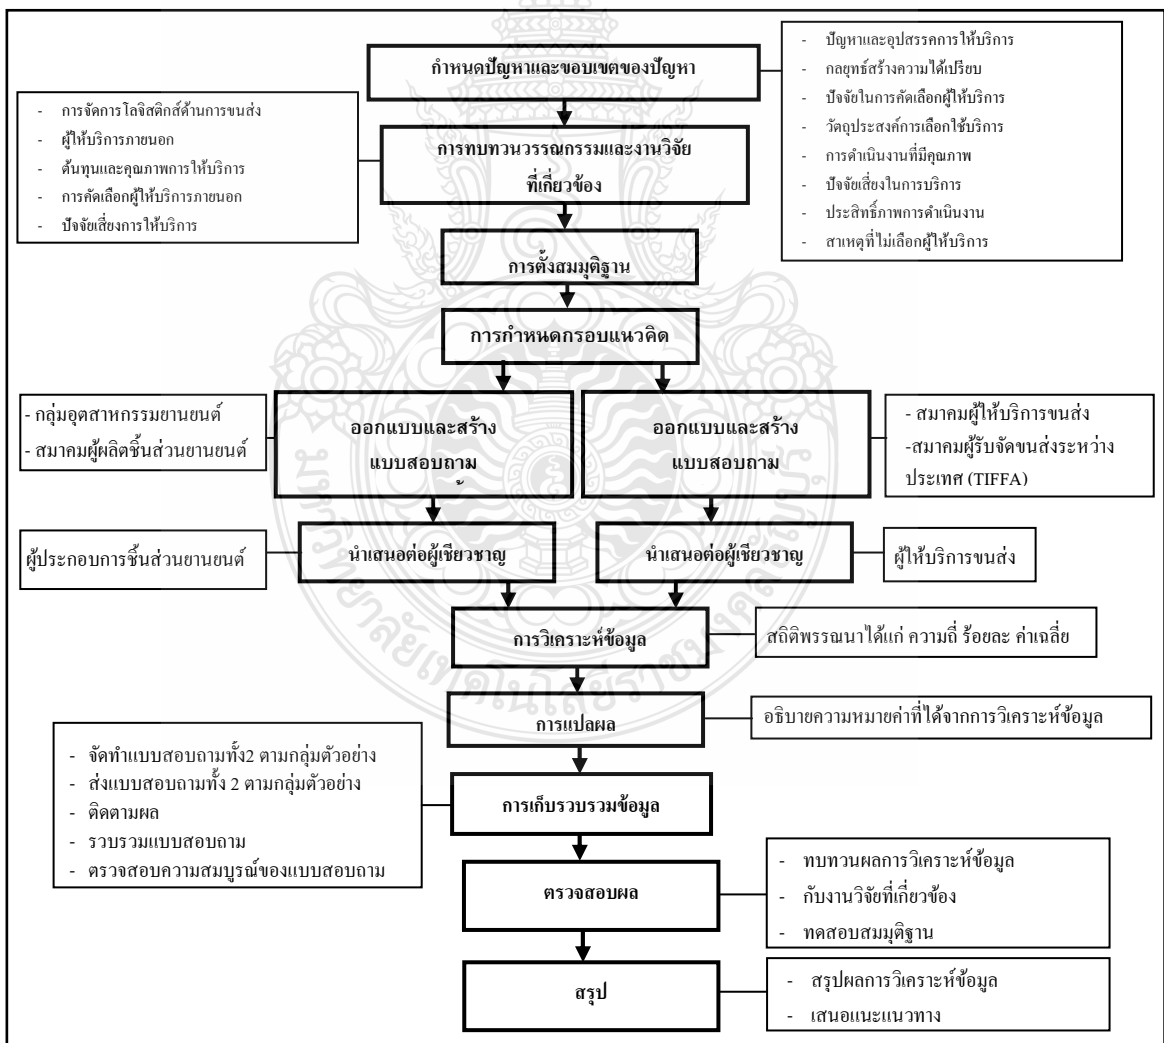 กำหนดปัญหาและขอบเขตของปัญหา
- ปัญหาและอุปสรรคการให้บริการ
- กลยุทธ์สร้างความได้เปรียบ
- ปัจจัยในการคัดเลือกผู้ให้บริการ
- วัตถุประสงค์การเลือกใช้บริการ
- การดำเนินงานที่มีคุณภาพ
- ปัจจัยเสี่ยงในการบริการ
- ประสิทธิ์ภาพการดำเนินงาน
- สาเหตุที่ไม่เลือกผู้ให้บริการ
- การจัดการโลจิสติกส์ด้านการขนส่ง
- ผู้ให้บริการภายนอก
- ต้นทุนและคุณภาพการให้บริการ
- การคัดเลือกผู้ให้บริการภายนอก
- ปัจจัยเสี่ยงการให้บริการ
การทบทวนวรรณกรรมและงานวิจัย
ที่เกี่ยวข้อง
การตั้งสมมุติฐาน
การกำหนดกรอบแนวคิด
- กลุ่มอุตสาหกรรมยานยนต์
- สมาคมผู้ผลิตชิ้นส่วนยานยนต์
ออกแบบและสร้าง
แบบสอบถาม
ออกแบบและสร้าง
แบบสอบถาม
- สมาคมผู้ให้บริการขนส่ง
-สมาคมผู้รับจัดขนส่งระหว่าง
ประเทศ (TIFFA)
ผู้ประกอบการชิ้นส่วนยานยนต์
นำเสนอต่อผู้เชียวชาญ
นำเสนอต่อผู้เชียวชาญ
ผู้ให้บริการขนส่ง
การวิเคราะห์ข้อมูล
สถิติพรรณนาได้แก่ ความถี่ ร้อยละ ค่าเฉลี่ย
การแปลผล
อธิบายความหมายค่าที่ได้จากการวิเคราะห์ข้อมูล
- จัดทำแบบสอบถามทั้ง2 ตามกลุ่มตัวอย่าง
- ส่งแบบสอบถามทั้ง 2 ตามกลุ่มตัวอย่าง
- ติดตามผล
- รวบรวมแบบสอบถาม
- ตรวจสอบความสมบูรณ์ของแบบสอบถาม
การเก็บรวบรวมข้อมูล
ตรวจสอบผล
- ทบทวนผลการวิเคราะห์ข้อมูล
- กับงานวิจัยที่เกี่ยวข้อง
- ทดสอบสมมุติฐาน
สรุป
- สรุปผลการวิเคราะห์ข้อมูล
- เสนอแนะแนวทาง
มหาวิทยาลัยเทคโนโลยีราชมงคลธัญบุรี